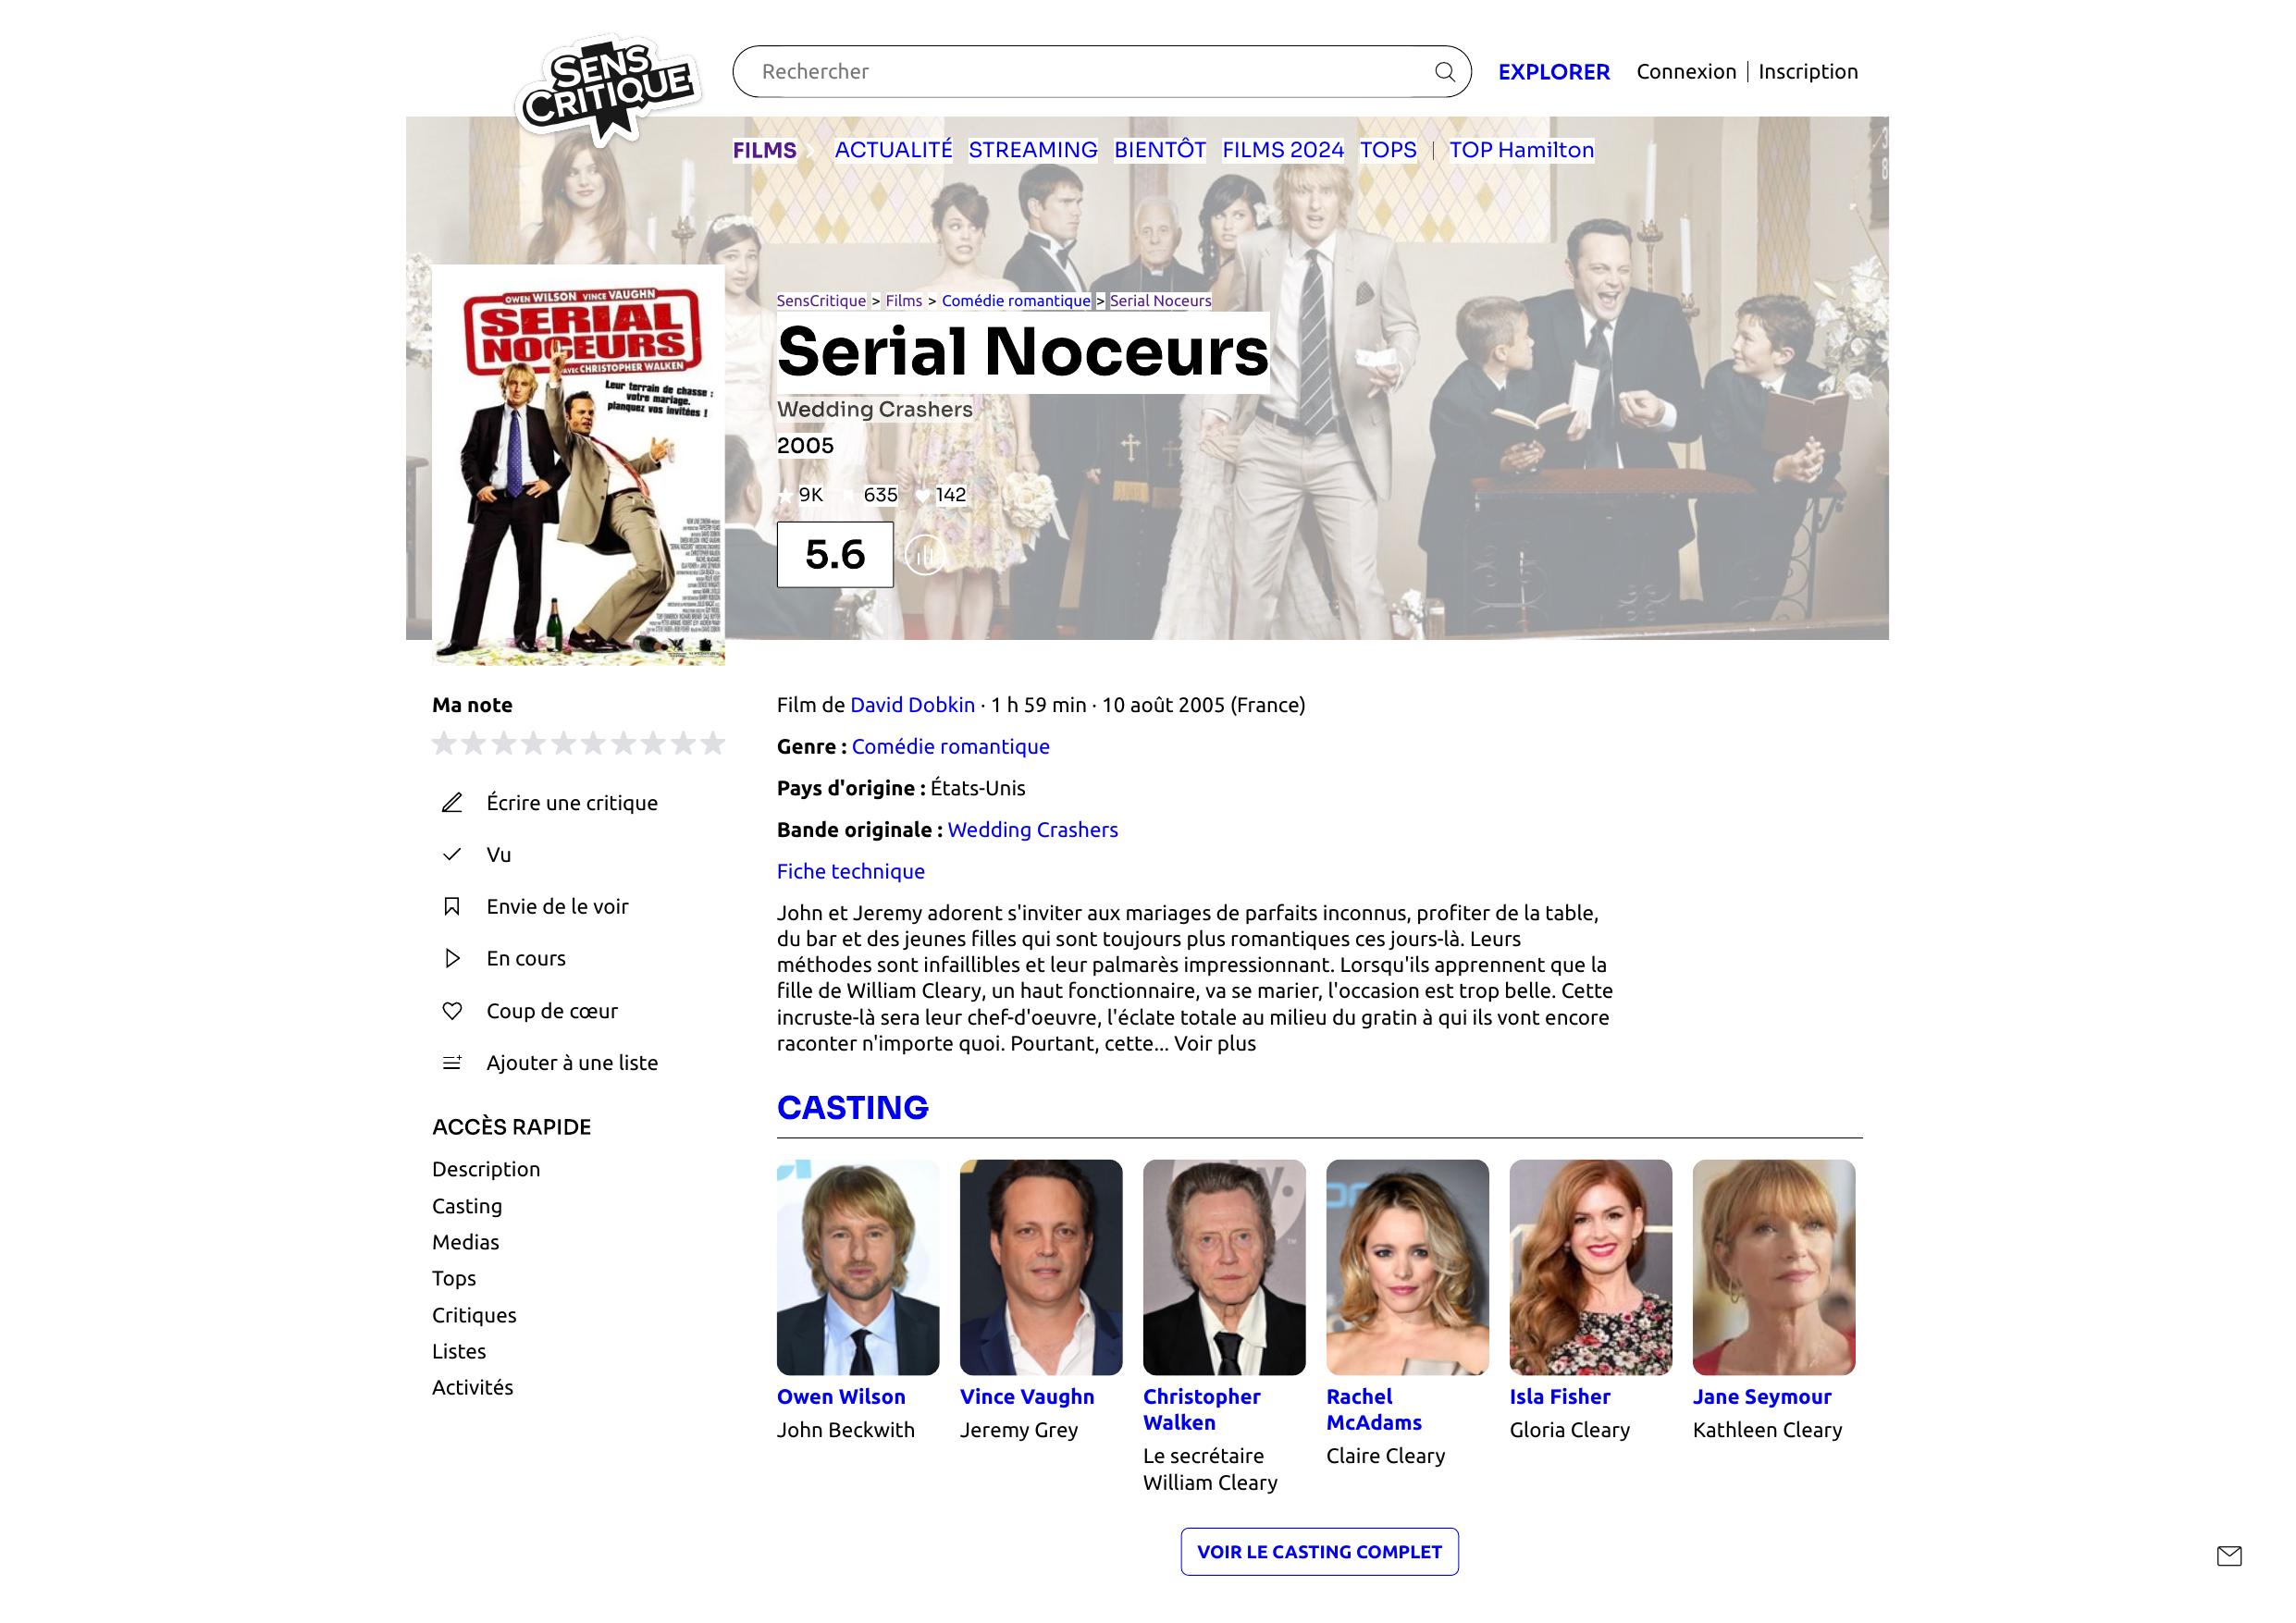 SENS
CRITIQUE
Rechercher
EXPLORER
Connexion | Inscription
FILMS ACTUALITÉ STREAMING BIENTÔT FILMS 2024 TOPS | TOP Hamilton
OWEN WILSON VINCE VAUGHN
SERIAL
NOCEURS
AVEC CHRISTOPHER WALKEN
Leur terrain de chasse :
votre mariage.
planquez vos invitées !
SensCritique > Films > Comédie romantique > Serial Noceurs
Serial Noceurs
Wedding Crashers
2005
9K 635 142
5.6
Ma note
Écrire une critique
Vu
Envie de le voir
En cours
Coup de cœur
Ajouter à une liste
ACCÈS RAPIDE
Description
Casting
Medias
Tops
Critiques
Listes
Activités
Film de David Dobkin · 1 h 59 min · 10 août 2005 (France)
Genre : Comédie romantique
Pays d'origine : États-Unis
Bande originale : Wedding Crashers
Fiche technique
John et Jeremy adorent s'inviter aux mariages de parfaits inconnus, profiter de la table,
du bar et des jeunes filles qui sont toujours plus romantiques ces jours-là. Leurs
méthodes sont infaillibles et leur palmarès impressionnant. Lorsqu'ils apprennent que la
fille de William Cleary, un haut fonctionnaire, va se marier, l'occasion est trop belle. Cette
incruste-là sera leur chef-d'oeuvre, l'éclate totale au milieu du gratin à qui ils vont encore
raconter n'importe quoi. Pourtant, cette... Voir plus
CASTING
Owen Wilson
John Beckwith
Vince Vaughn
Jeremy Grey
Christopher
Walken
Le secrétaire
William Cleary
Rachel
McAdams
Claire Cleary
Isla Fisher
Gloria Cleary
Jane Seymour
Kathleen Cleary
VOIR LE CASTING COMPLET